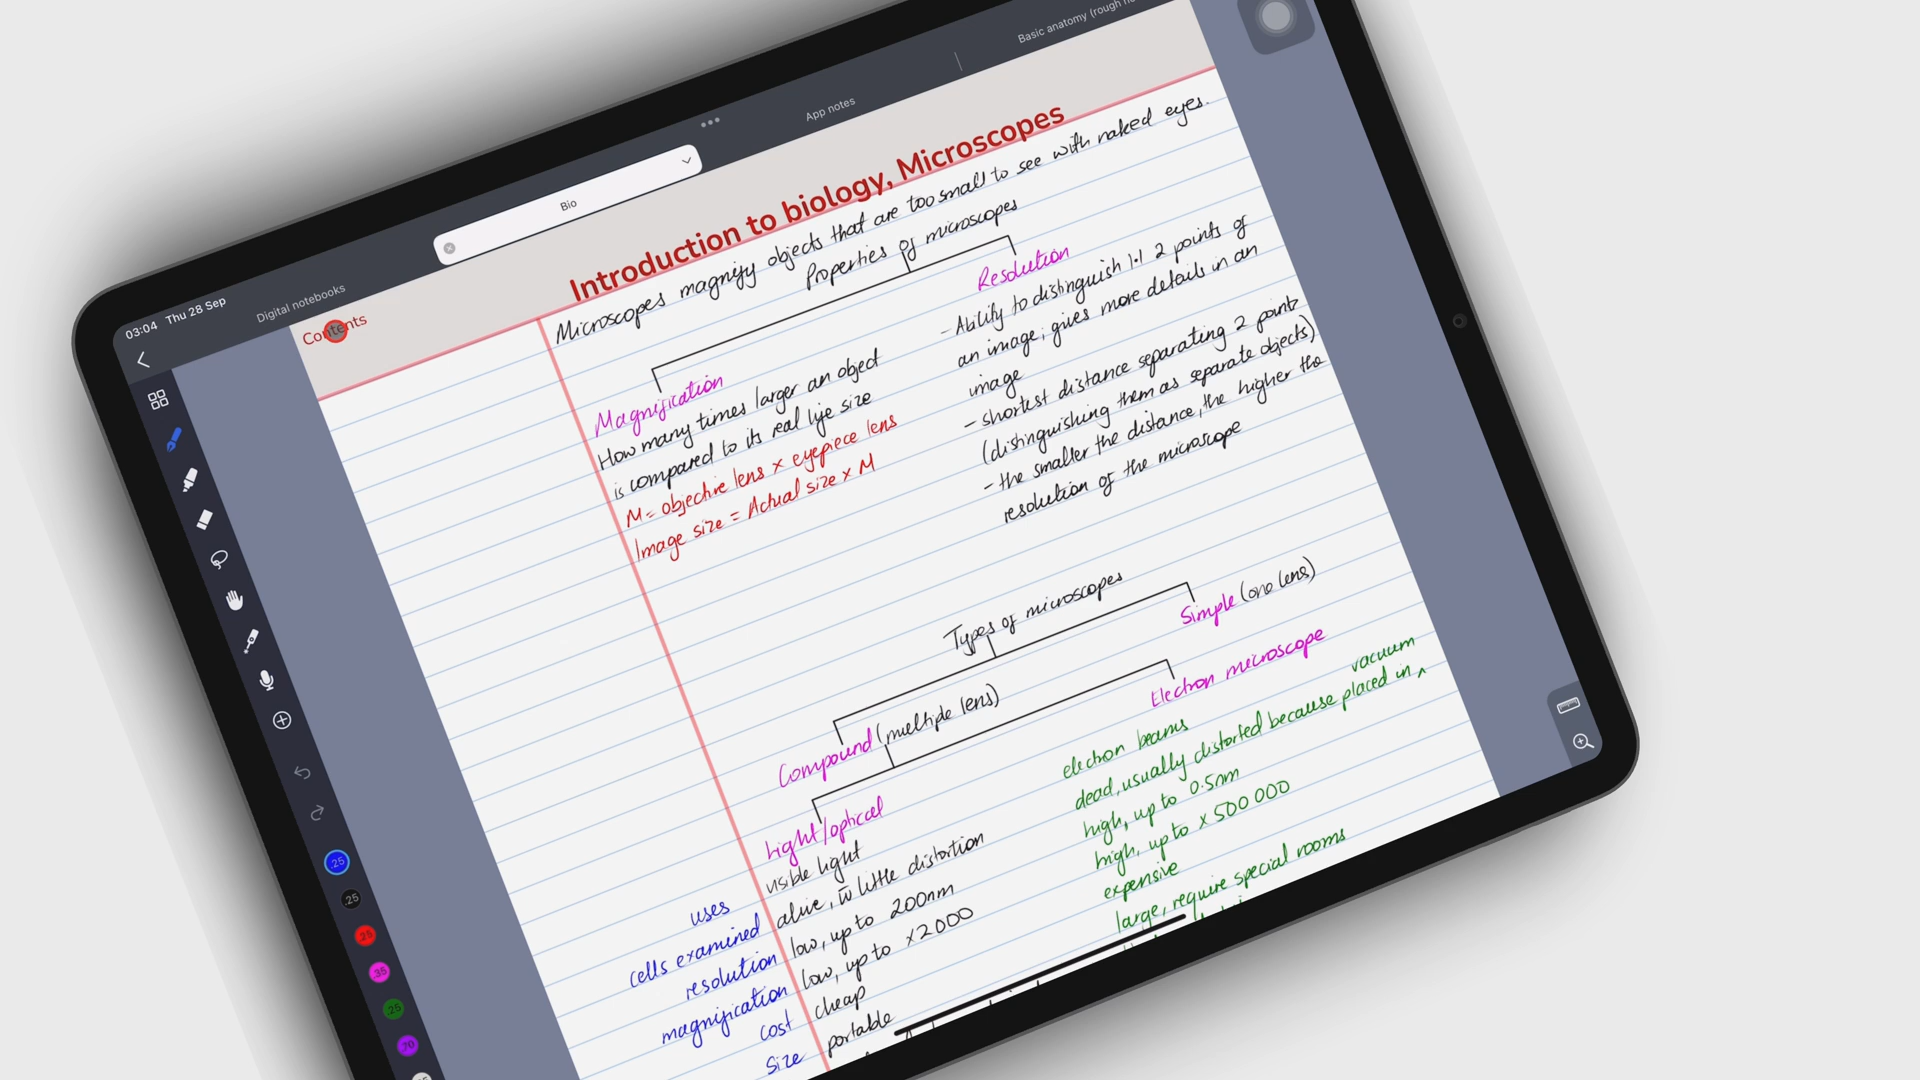 03:04 Thu 28 Sep
Digital notebooks
App notes
Basic anatomy (rough
Bio
Contents
Introduction to biology, Microscopes
Microscopes magnify objects that are too small to see with naked eyes.
Properties of microscopes
Magnification
How many times larger an object
is compared to its real life size
M = objective lens × eyepiece lens
Image size = Actual size × M
Resolution
- Ability to distinguish 2 points of
an image, gives more details in an
image
- shortest distance separating 2 points
(distinguishing them as separate objects)
- the smaller the distance, the higher the
resolution of the microscope
Types of microscopes
Simple (one lens)
Compound (multiple lens)
Electron microscope
light/optical
uses
visible light
electron beams
cells examined
alive, w̅ little distortion
dead, usually distorted because placed in ^ vacuum
resolution
low, up to 200nm
high, up to 0.5nm
magnification
low, up to ×2000
high, up to × 500 000
cost
cheap
expensive
Size
portable
large, require special rooms
.25
.25
.25
.35
.25
.70